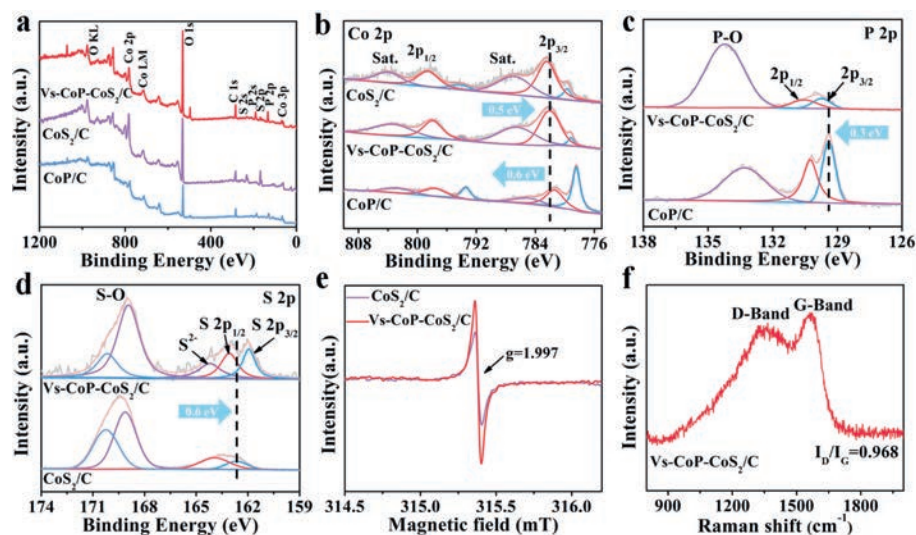 a
O KL
Co 2p
Co LM
O 1s
C 1s
S 2s
P 2s
S 2p
P 2p
Co 3p
Vs-CoP-CoS₂/C
CoS₂/C
CoP/C
1200 800 400 0
Binding Energy (eV)
Intensity (a.u.)
b
Co 2p
Sat. 2p₁/₂ Sat. 2p₃/₂
CoS₂/C
0.5 eV
Vs-CoP-CoS₂/C
0.6 eV
CoP/C
808 800 792 784 776
Binding Energy (eV)
Intensity (a.u.)
c
P 2p
P-O
2p₁/₂ 2p₃/₂
Vs-CoP-CoS₂/C
0.3 eV
CoP/C
138 135 132 129 126
Binding Energy (eV)
Intensity (a.u.)
d
S 2p
S-O
S²⁻ S 2p₁/₂ S 2p₃/₂
Vs-CoP-CoS₂/C
0.6 eV
CoS₂/C
174 171 168 165 162 159
Binding Energy (eV)
Intensity (a.u.)
e
CoS₂/C
Vs-CoP-CoS₂/C
g=1.997
314.5 315.0 315.5 316.0
Magnetic field (mT)
Intensity(a.u.)
f
D-Band G-Band
Vs-CoP-CoS₂/C
I_D/I_G=0.968
900 1200 1500 1800
Raman shift (cm⁻¹)
Intensity (a.u.)